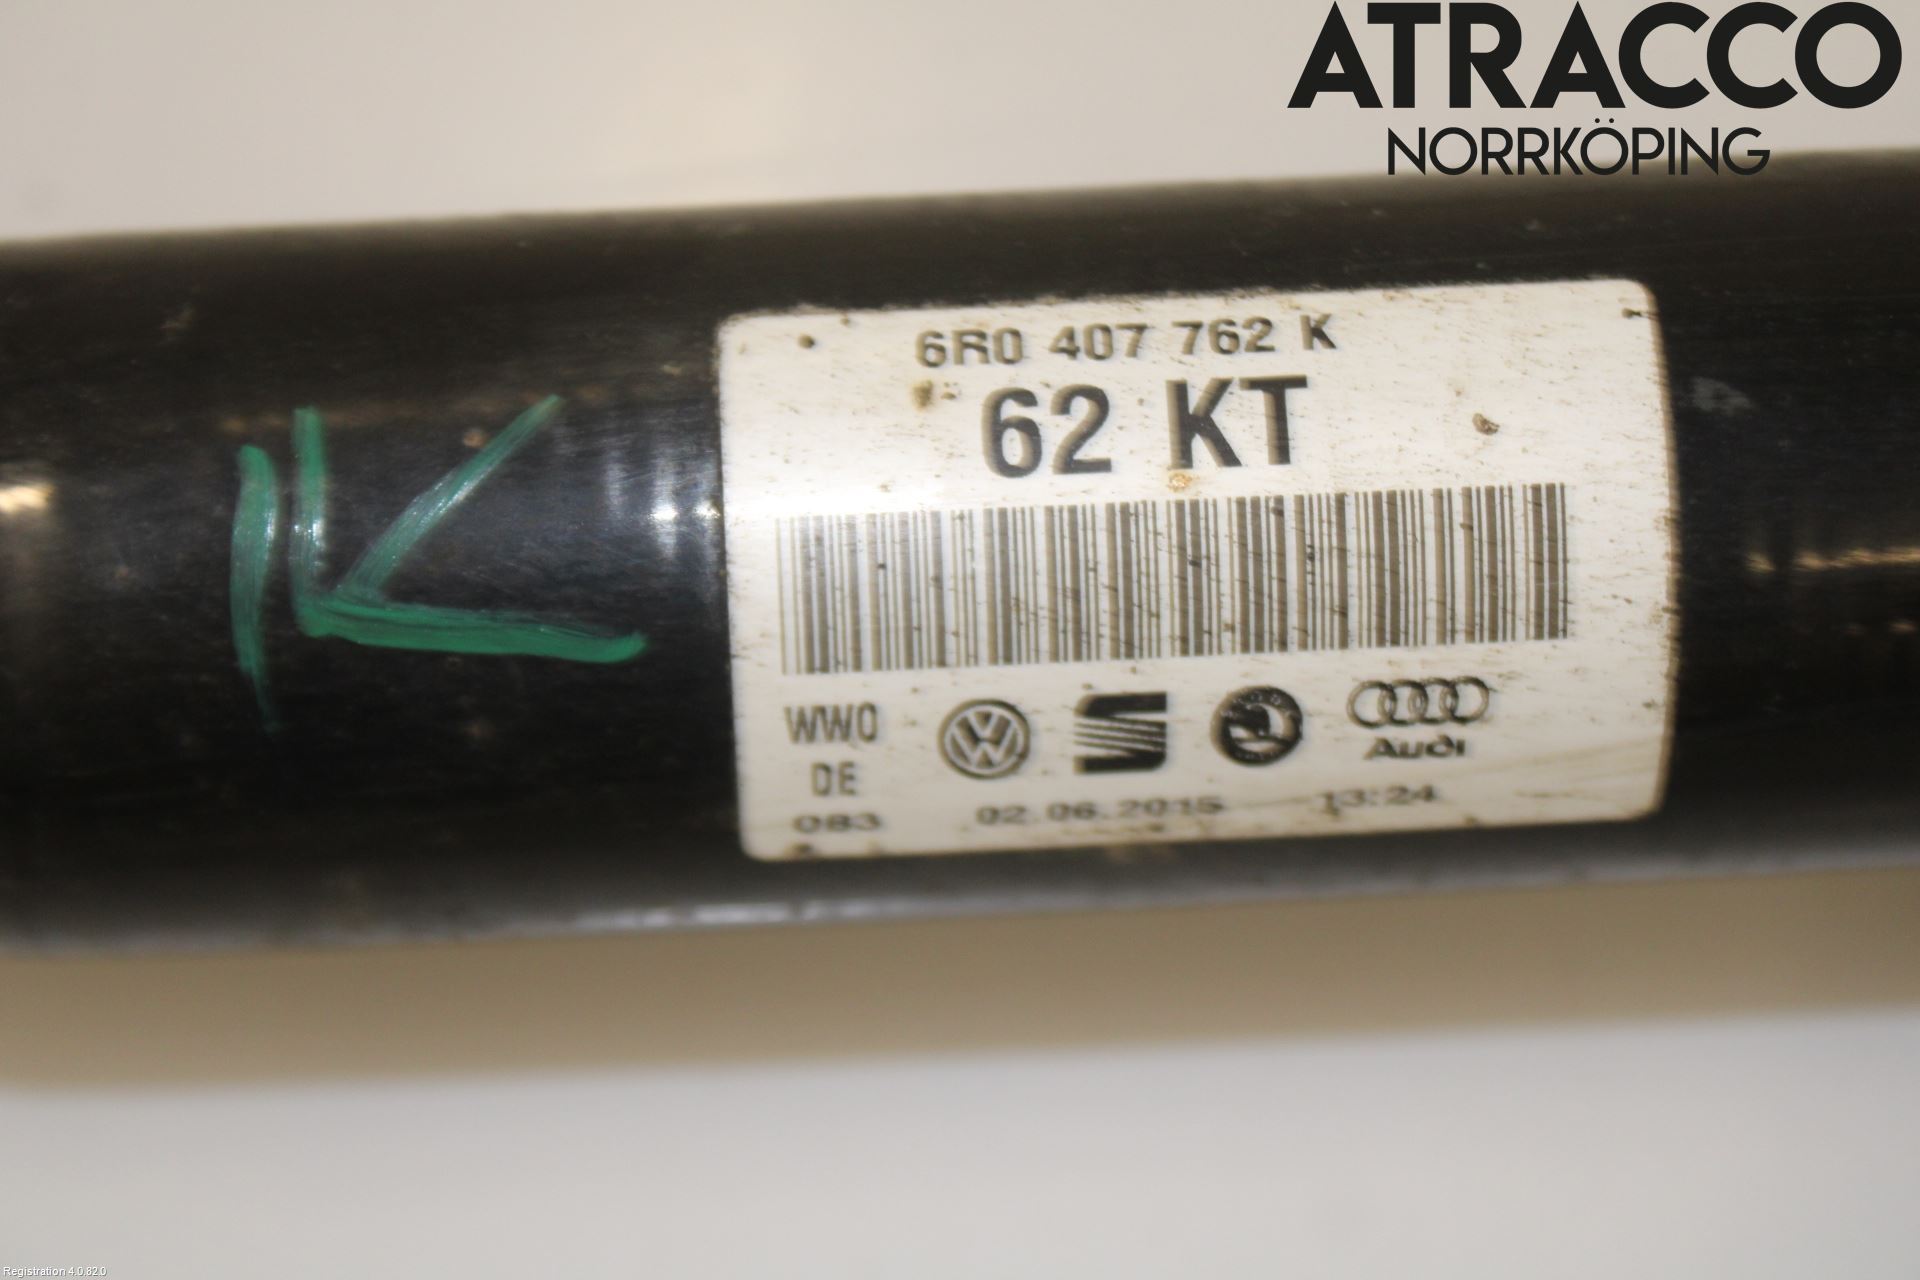 ATRACCO
NORRKÖPING
6R0 407 762 K
62 KT
K
WWO
DE
083
Audi
02.06.2015 13:24
Registration 4.0.82.0